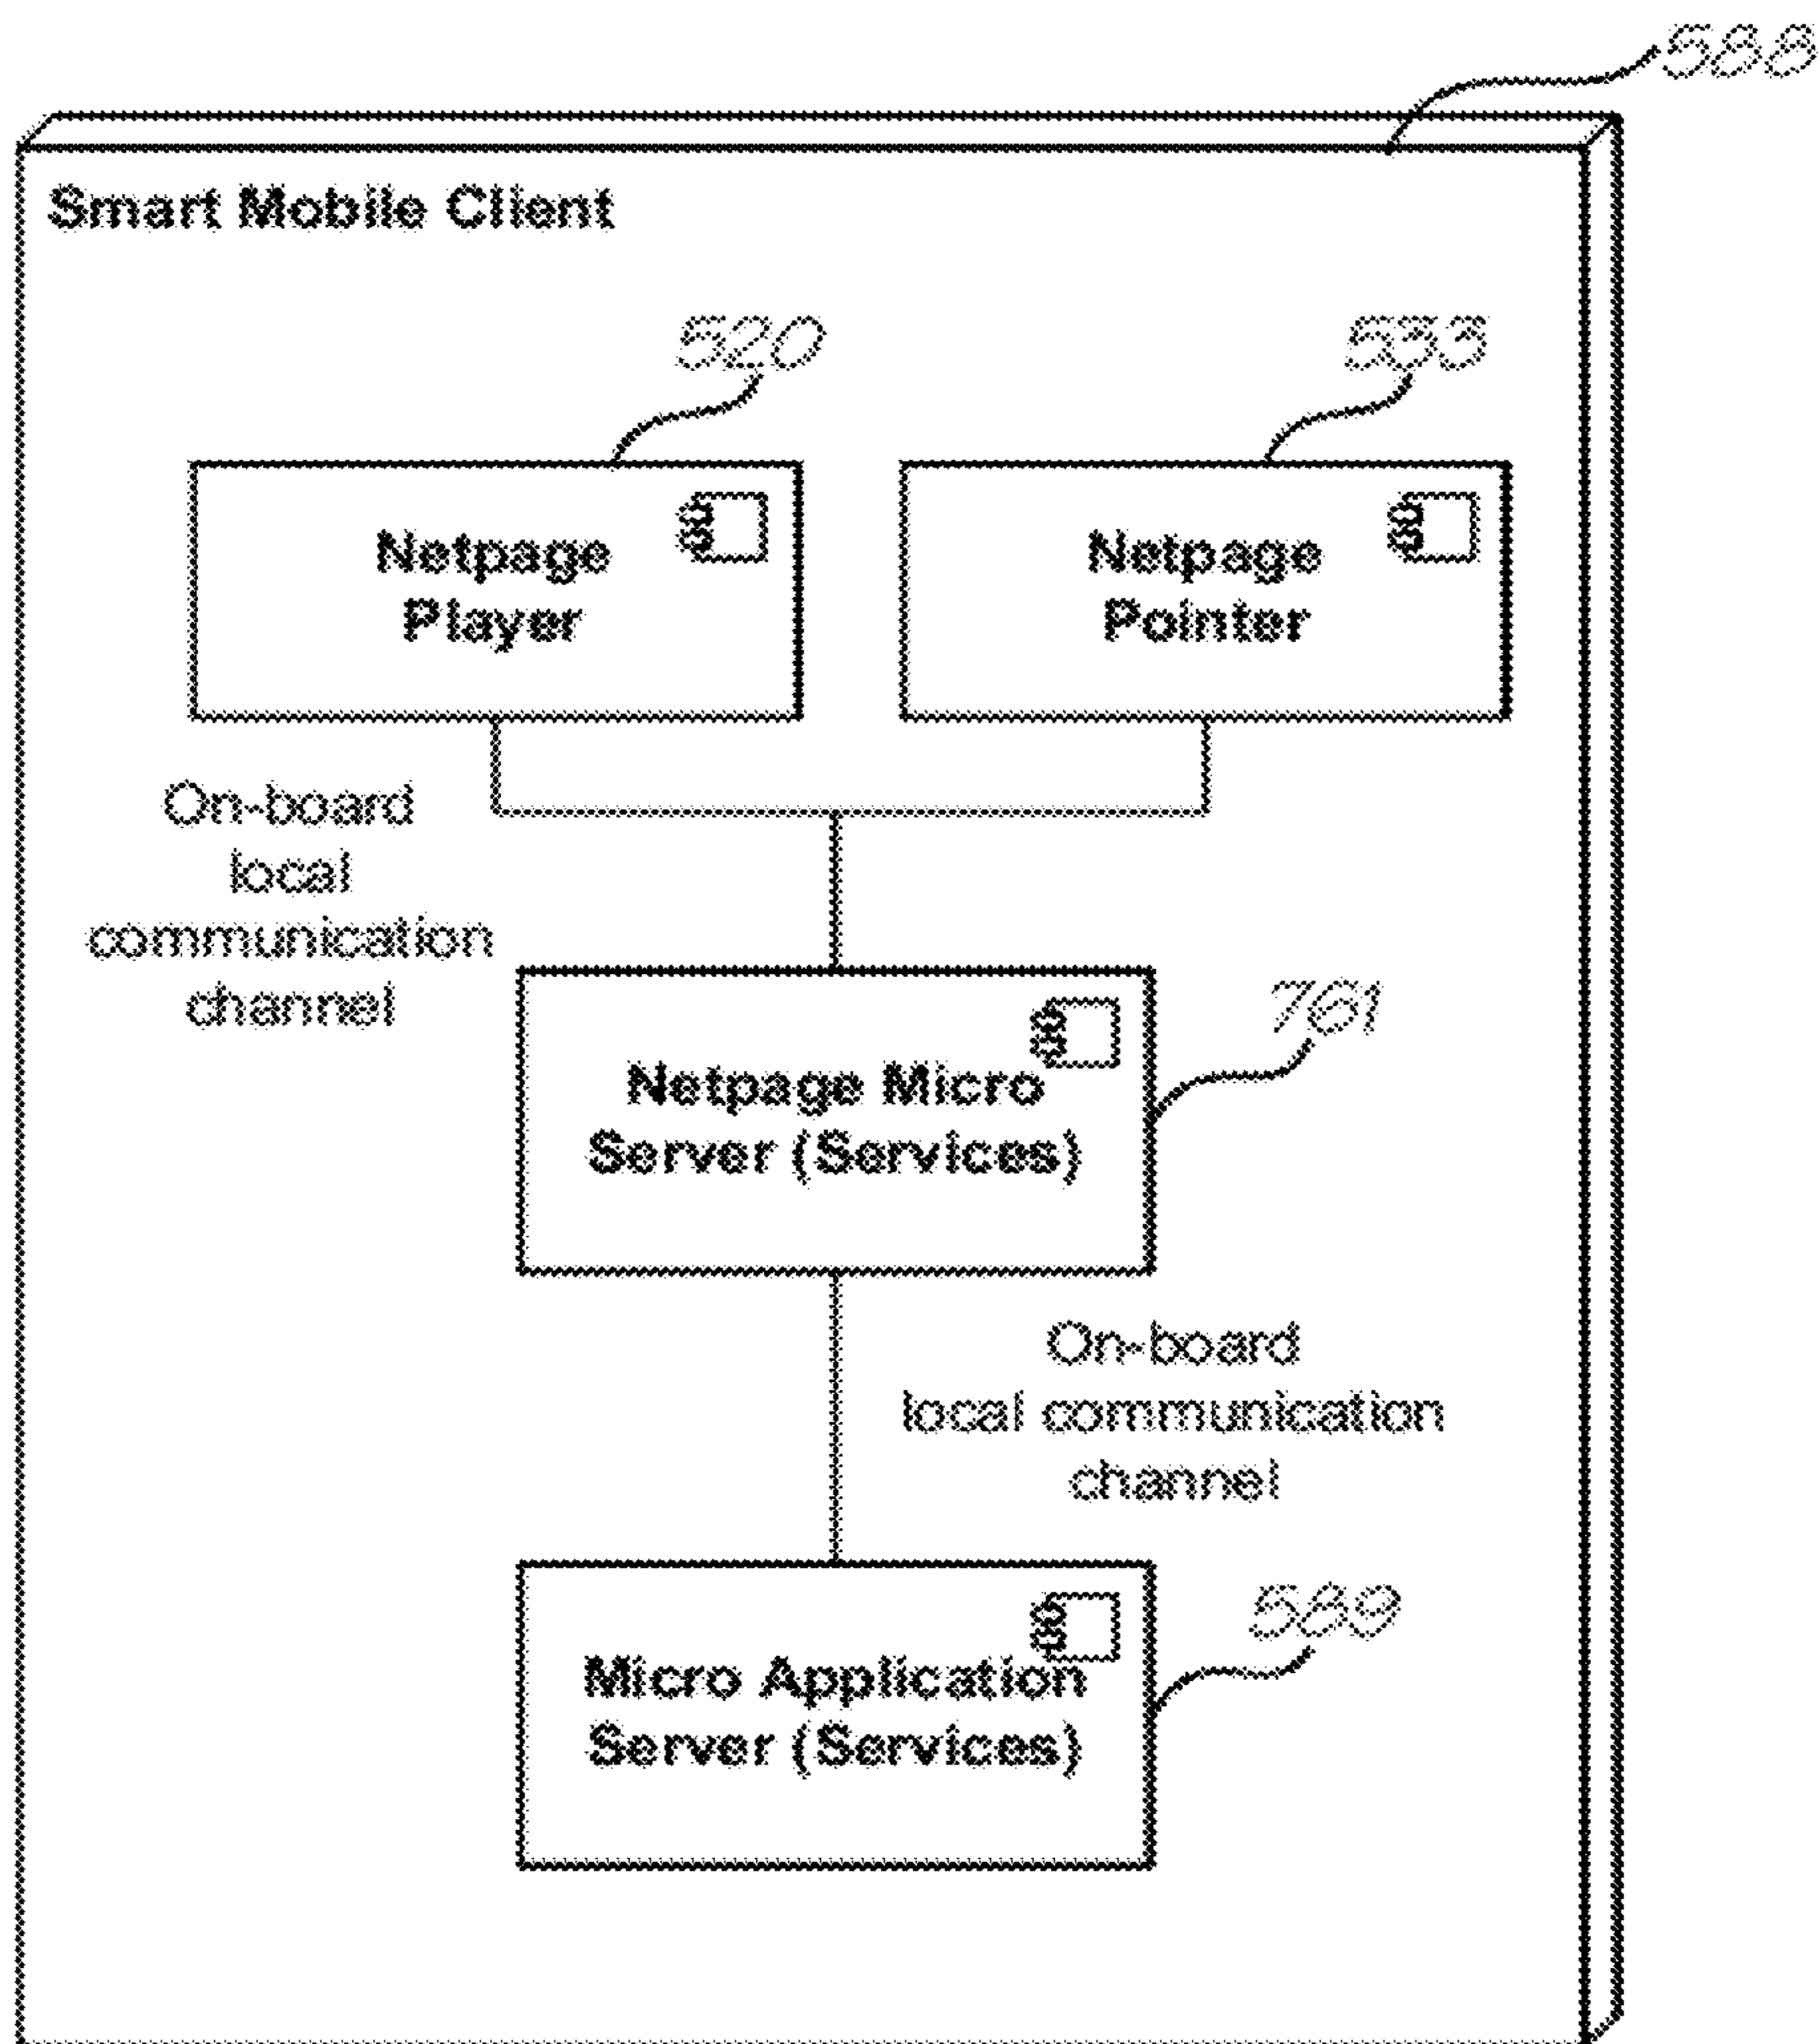 588
Smart Mobile Client
520
533
Netpage
Player
Netpage
Pointer
On-board
local
communication
channel
761
Netpage Micro
Server (Services)
On-board
local communication
channel
589
Micro Application
Server (Services)